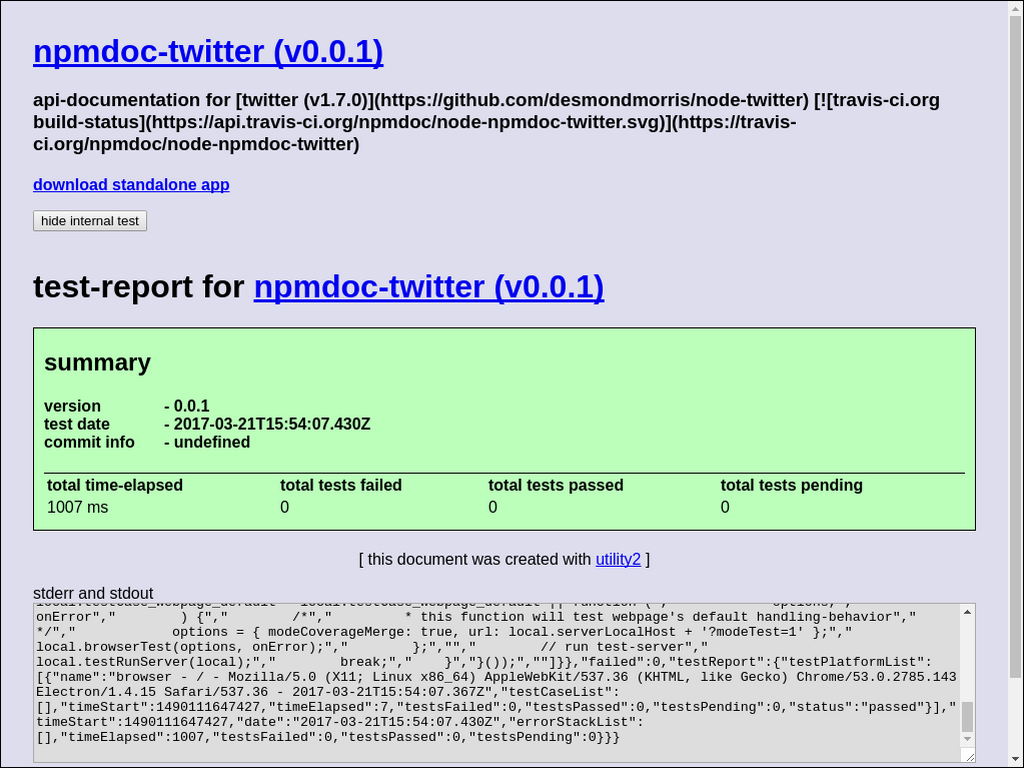 npmdoc-twitter (v0.0.1)
api-documentation for [twitter (v1.7.0)](https://github.com/desmondmorris/node-twitter) [![travis-ci.org
build-status](https://api.travis-ci.org/npmdoc/node-npmdoc-twitter.svg)](https://travis-
ci.org/npmdoc/node-npmdoc-twitter)
download standalone app
hide internal test
test-report for npmdoc-twitter (v0.0.1)
summary
version - 0.0.1
test date - 2017-03-21T15:54:07.430Z
commit info - undefined
total time-elapsed total tests failed total tests passed total tests pending
1007 ms 0 0 0
[ this document was created with utility2 ]
stderr and stdout
local.testCase_webpage_default = local.testCase_webpage_default || function (","            options,","
onError","        ) {","        /*","         * this function will test webpage's default handling-behavior","
*/","            options = { modeCoverageMerge: true, url: local.serverLocalHost + '?modeTest=1' };","
local.browserTest(options, onError);","        };","","        // run test-server","
local.testRunServer(local);","        break;","    }","}());",""]}},"failed":0,"testReport":{"testPlatformList":
[{"name":"browser - / - Mozilla/5.0 (X11; Linux x86_64) AppleWebKit/537.36 (KHTML, like Gecko) Chrome/53.0.2785.143
Electron/1.4.15 Safari/537.36 - 2017-03-21T15:54:07.367Z","testCaseList":
[],"timeStart":1490111647427,"timeElapsed":7,"testsFailed":0,"testsPassed":0,"testsPending":0,"status":"passed"}],"
timeStart":1490111647427,"date":"2017-03-21T15:54:07.430Z","errorStackList":
[],"timeElapsed":1007,"testsFailed":0,"testsPassed":0,"testsPending":0}}}